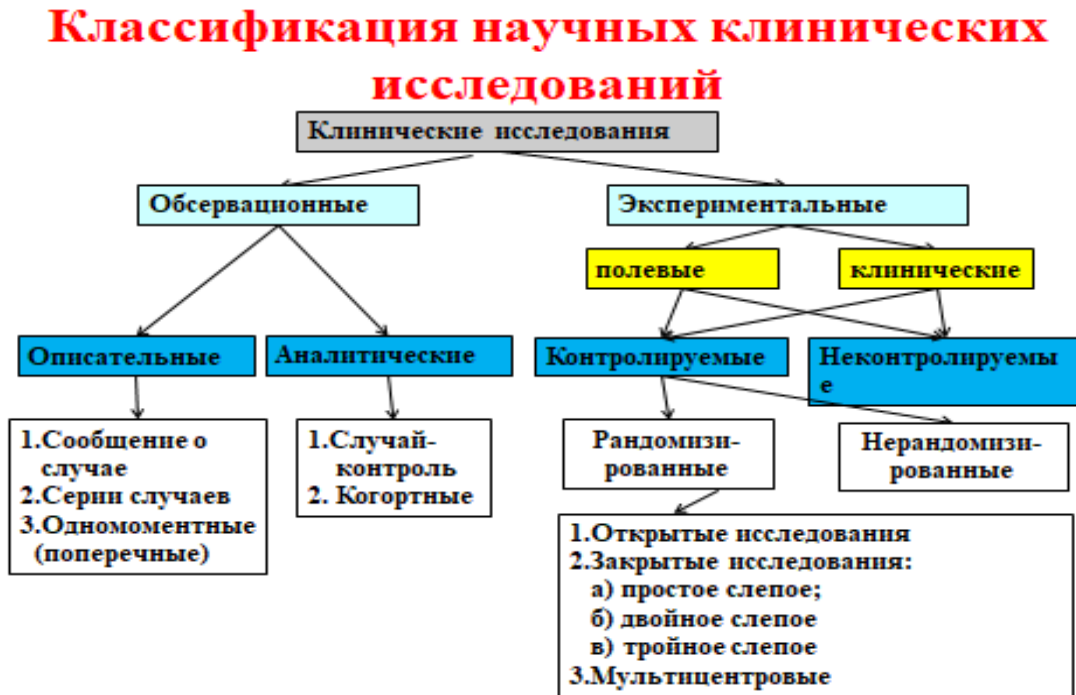 Классификация научных клинических
исследований
Клинические исследования
Обсервационные
Экспериментальные
полевые
клинические
Описательные
Аналитические
Контролируемые
Неконтролируемы
е
1.Сообщение о
случае
2.Серии случаев
3.Одномоментные
(поперечные)
1.Случай-
контроль
2. Когортные
Рандомизи-
рованные
Нерандомизи-
рованные
1.Открытые исследования
2.Закрытые исследования:
а) простое слепое;
б) двойное слепое
в) тройное слепое
3.Мультицентровые